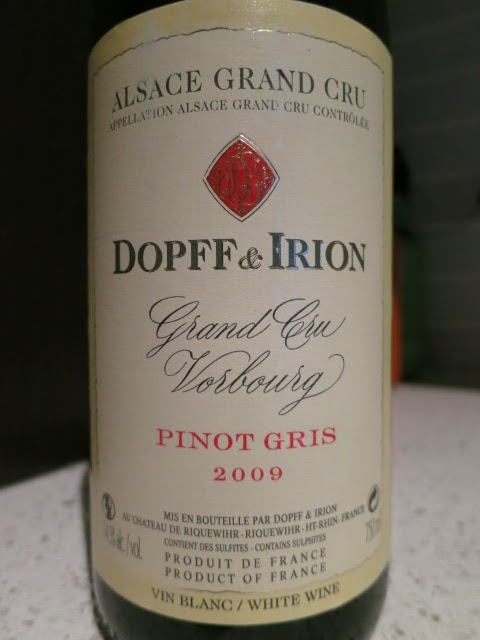 ALSACE GRAND CRU
APPELLATION ALSACE GRAND CRU CONTRÔLÉE
DOPFF & IRION
Grand Cru
Vorbourg
PINOT GRIS
2009
MIS EN BOUTEILLE PAR DOPFF & IRION
AU CHATEAU DE RIQUEWIHR - RIQUEWIHR - HT-RHIN - FRANCE
CONTIENT DES SULFITES - CONTAINS SULPHITES
alc./vol.
PRODUIT DE FRANCE
PRODUCT OF FRANCE
VIN BLANC / WHITE WINE